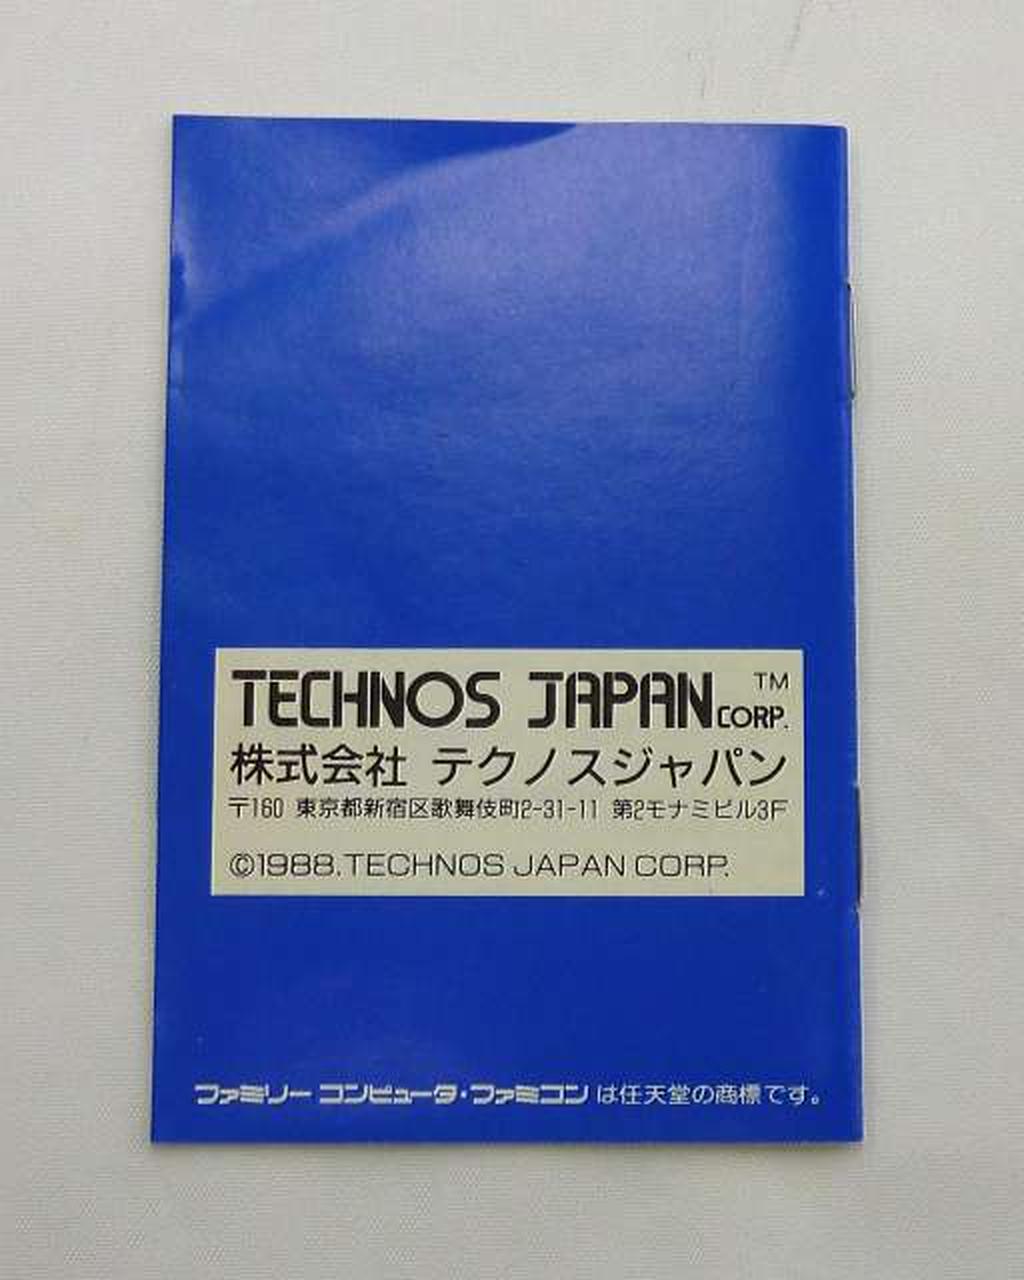 TECHNOS JAPAN CORP. TM
株式会社 テクノスジャパン
〒160 東京都新宿区歌舞伎町2-31-11 第2モナミビル3F
©1988.TECHNOS JAPAN CORP.
ファミリーコンピュータ・ファミコンは任天堂の商標です。